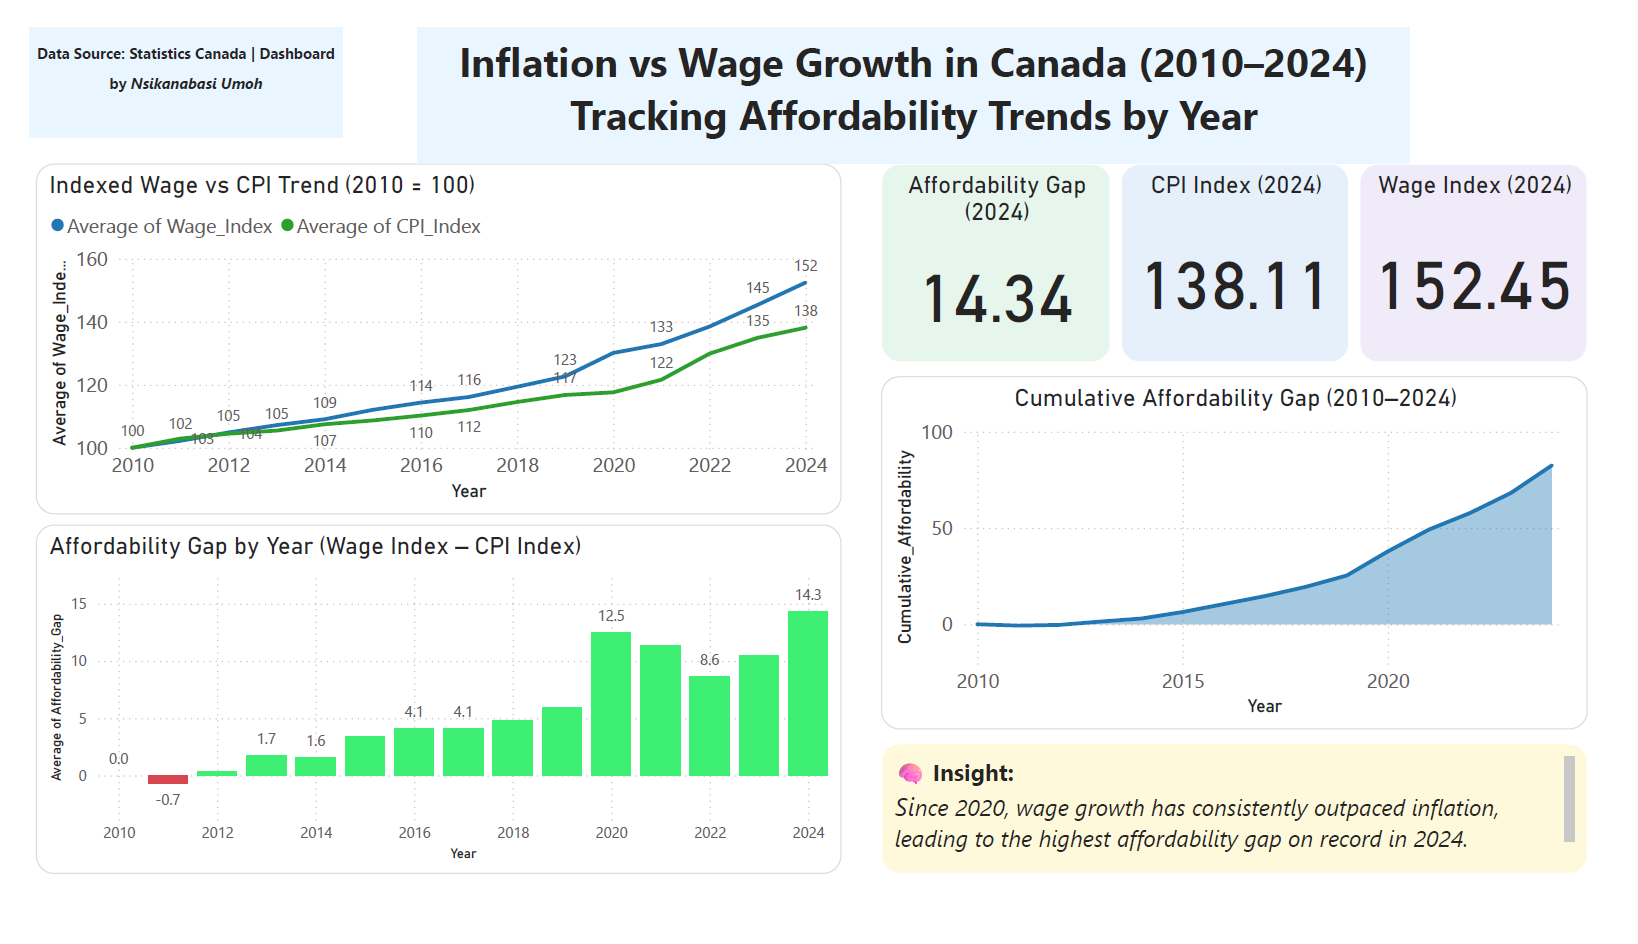 Data Source: Statistics Canada | Dashboard
by Nsikanabasi Umoh
Inflation vs Wage Growth in Canada (2010–2024)
Tracking Affordability Trends by Year
Indexed Wage vs CPI Trend (2010 = 100)
Average of Wage_Index Average of CPI_Index
Average of Wage_Inde...
160
140
120
100
100
102
103
105
104
105
109
107
114
110
116
112
123
117
133
122
145
135
152
138
2010 2012 2014 2016 2018 2020 2022 2024
Year
Affordability Gap
(2024)
14.34
CPI Index (2024)
138.11
Wage Index (2024)
152.45
Affordability Gap by Year (Wage Index – CPI Index)
Average of Affordability_Gap
15
10
5
0
0.0
-0.7
1.7
1.6
4.1
4.1
12.5
8.6
14.3
2010 2012 2014 2016 2018 2020 2022 2024
Year
Cumulative Affordability Gap (2010–2024)
Cumulative_Affordability
100
50
0
2010 2015 2020
Year
🧠 Insight:
Since 2020, wage growth has consistently outpaced inflation,
leading to the highest affordability gap on record in 2024.